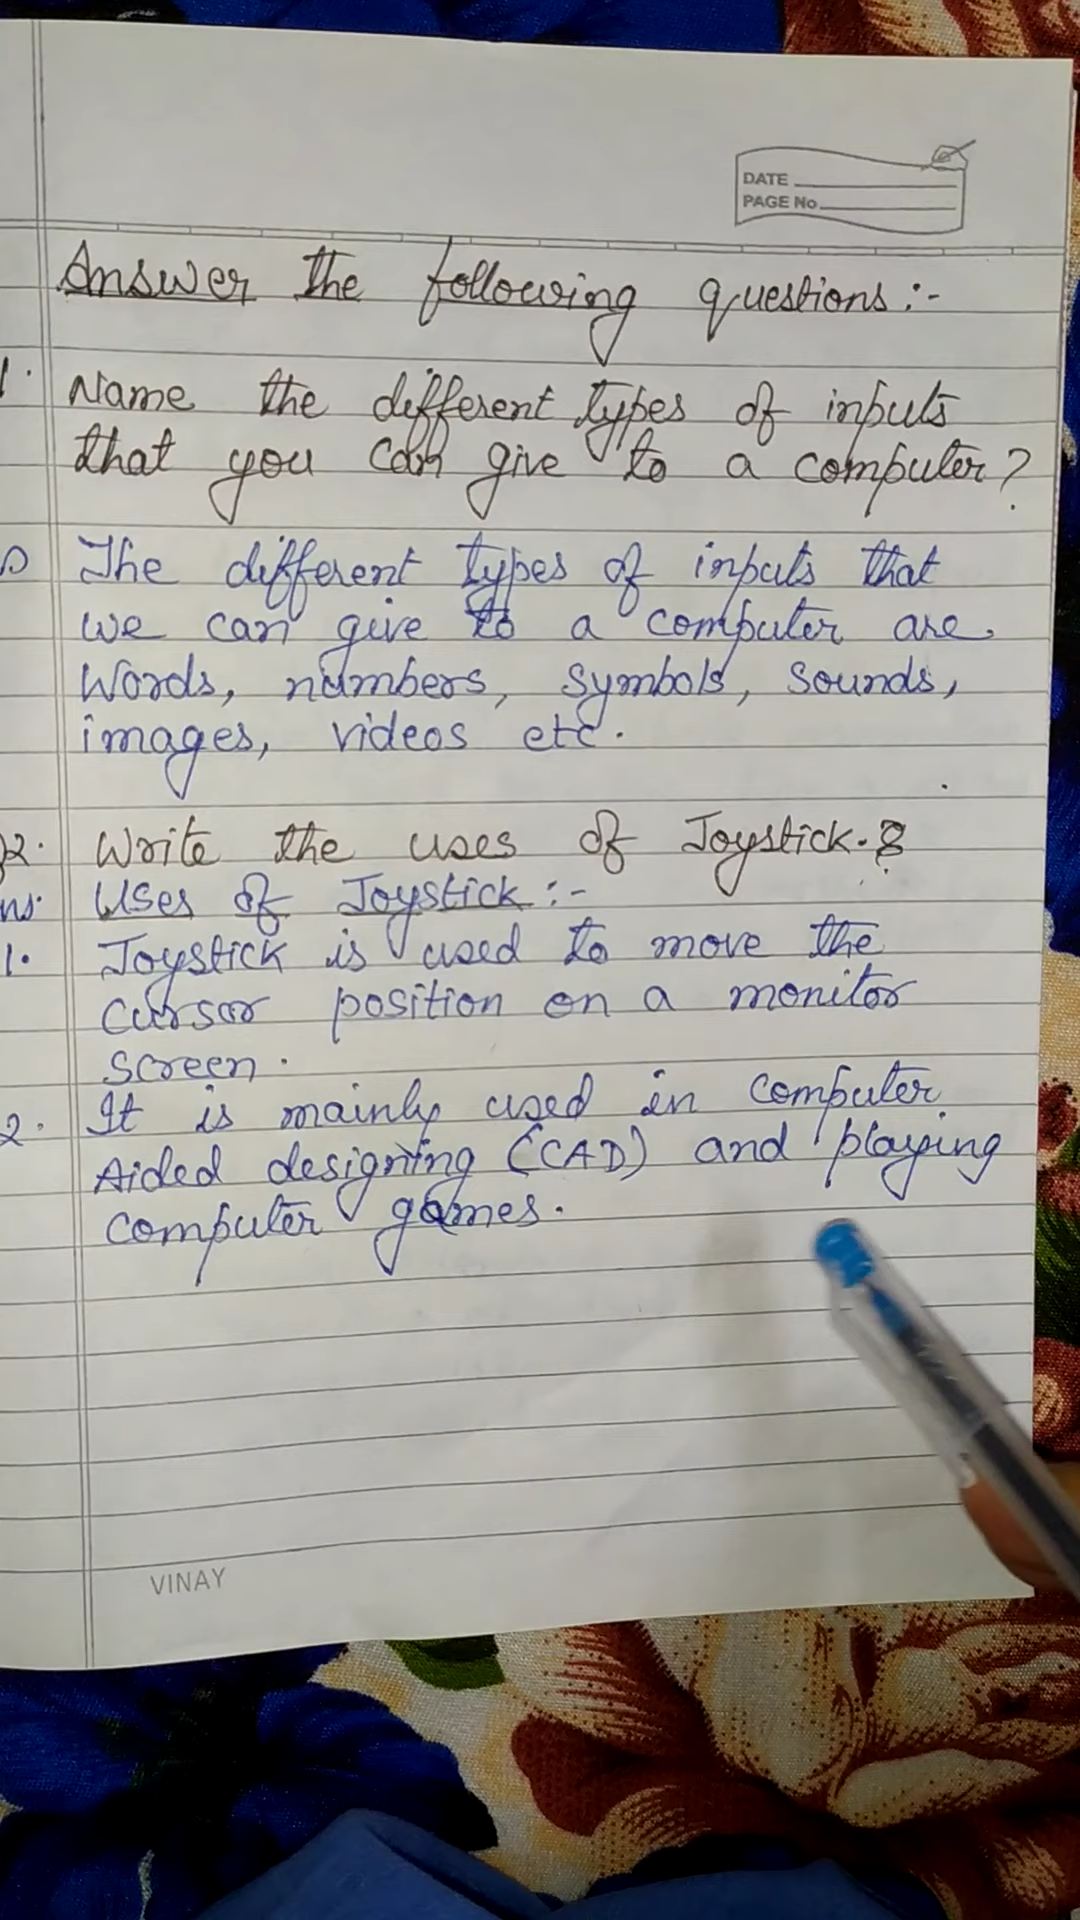 DATE
PAGE No
Answer the following questions:-
1. Name the different types of inputs
that you can give to a computer?
The different types of inputs that
we can give to a computer are
words, numbers, symbols, sounds,
images, videos etc.
2. Write the uses of Joystick.?
ns. Uses of Joystick:-
1. Joystick is used to move the
cursor position on a monitor
screen.
2. It is mainly used in computer
Aided designing (CAD) and playing
computer games.
VINAY